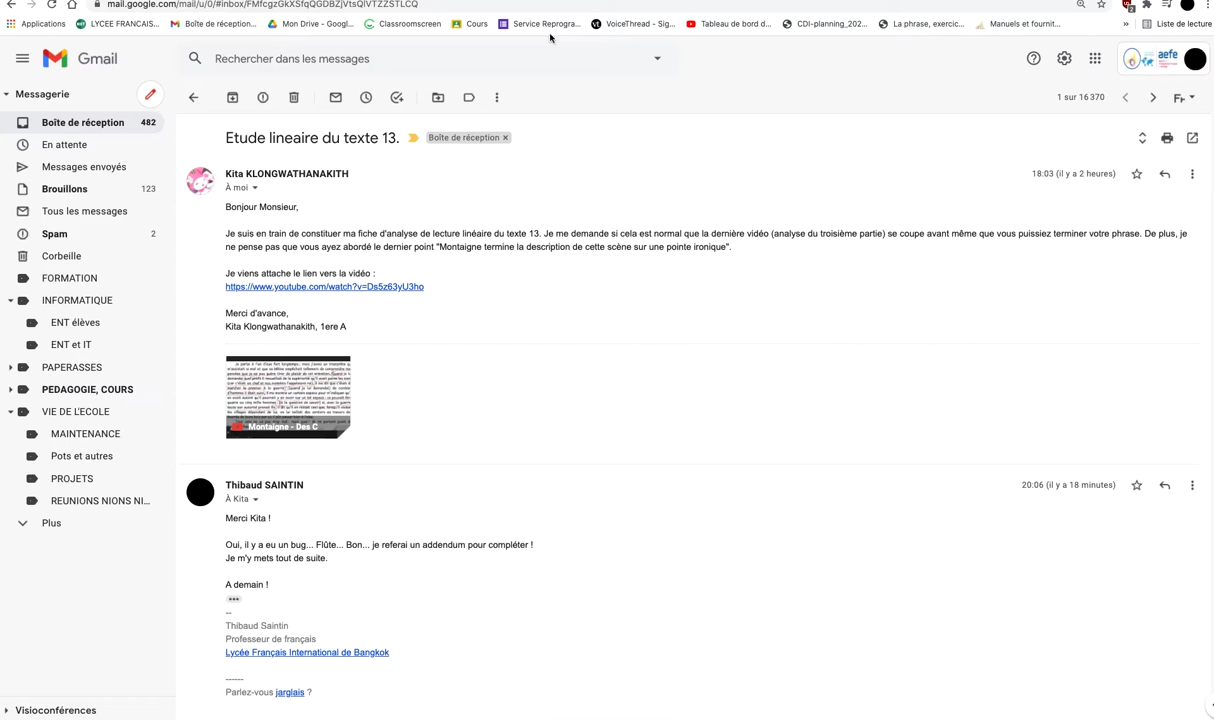 mail.google.com/mail/u/0/#inbox/FMfcgzGkXSfqQGDBZjVtsQlVTZZSTLCQ
Applications LYCEE FRANCAIS... Boîte de réception... Mon Drive - Googl... Classroomscreen Cours Service Reprogra... VoiceThread - Sig... Tableau de bord d... CDI-planning_202... La phrase, exercic... Manuels et fournit... » Liste de lecture
Gmail Rechercher dans les messages aefe
Messagerie 1 sur 16 370 Fr
Boîte de réception 482
En attente
Messages envoyés
Brouillons 123
Tous les messages
Spam 2
Corbeille
FORMATION
INFORMATIQUE
ENT élèves
ENT et IT
PAPERASSES
PEDAGOGIE, COURS
VIE DE L'ECOLE
MAINTENANCE
Pots et autres
PROJETS
REUNIONS NIONS NI...
Plus
Visioconférences
Etude lineaire du texte 13. Boîte de réception ×
Kita KLONGWATHANAKITH 18:03 (il y a 2 heures)
À moi
Bonjour Monsieur,
Je suis en train de constituer ma fiche d'analyse de lecture linéaire du texte 13. Je me demande si cela est normal que la dernière vidéo (analyse du troisième partie) se coupe avant même que vous puissiez terminer votre phrase. De plus, je
ne pense pas que vous ayez abordé le dernier point "Montaigne termine la description de cette scène sur une pointe ironique".
Je viens attache le lien vers la vidéo :
https://www.youtube.com/watch?v=Ds5z63yU3ho
Merci d'avance,
Kita Klongwathanakith, 1ere A
Montaigne - Des C
Thibaud SAINTIN 20:06 (il y a 18 minutes)
À Kita
Merci Kita !
Oui, il y a eu un bug... Flûte... Bon... je referai un addendum pour compléter !
Je m'y mets tout de suite.
A demain !
--
Thibaud Saintin
Professeur de français
Lycée Français International de Bangkok
------
Parlez-vous jarglais ?